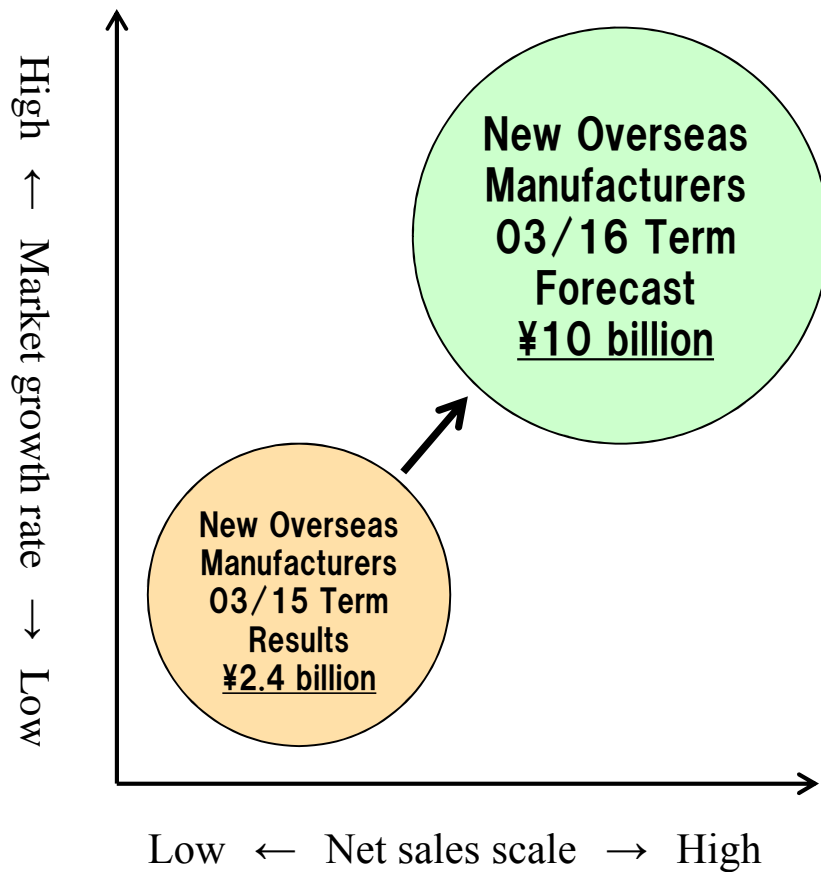 High ← Market growth rate → Low
New Overseas
Manufacturers
03/16 Term
Forecast
¥10 billion
New Overseas
Manufacturers
03/15 Term
Results
¥2.4 billion
Low ← Net sales scale → High